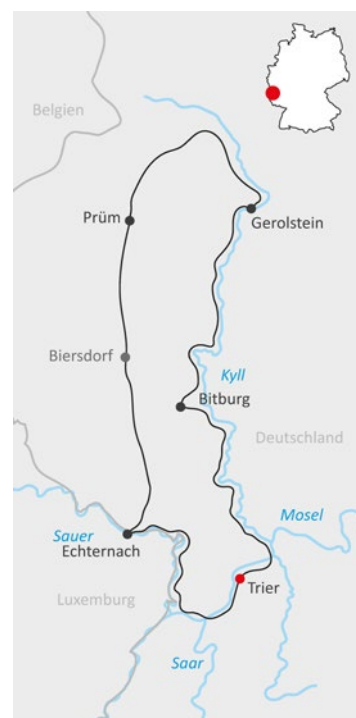 Belgien
Prüm
Gerolstein
Biersdorf
Kyll
Bitburg
Deutschland
Mosel
Sauer
Echternach
Trier
Luxemburg
Saar